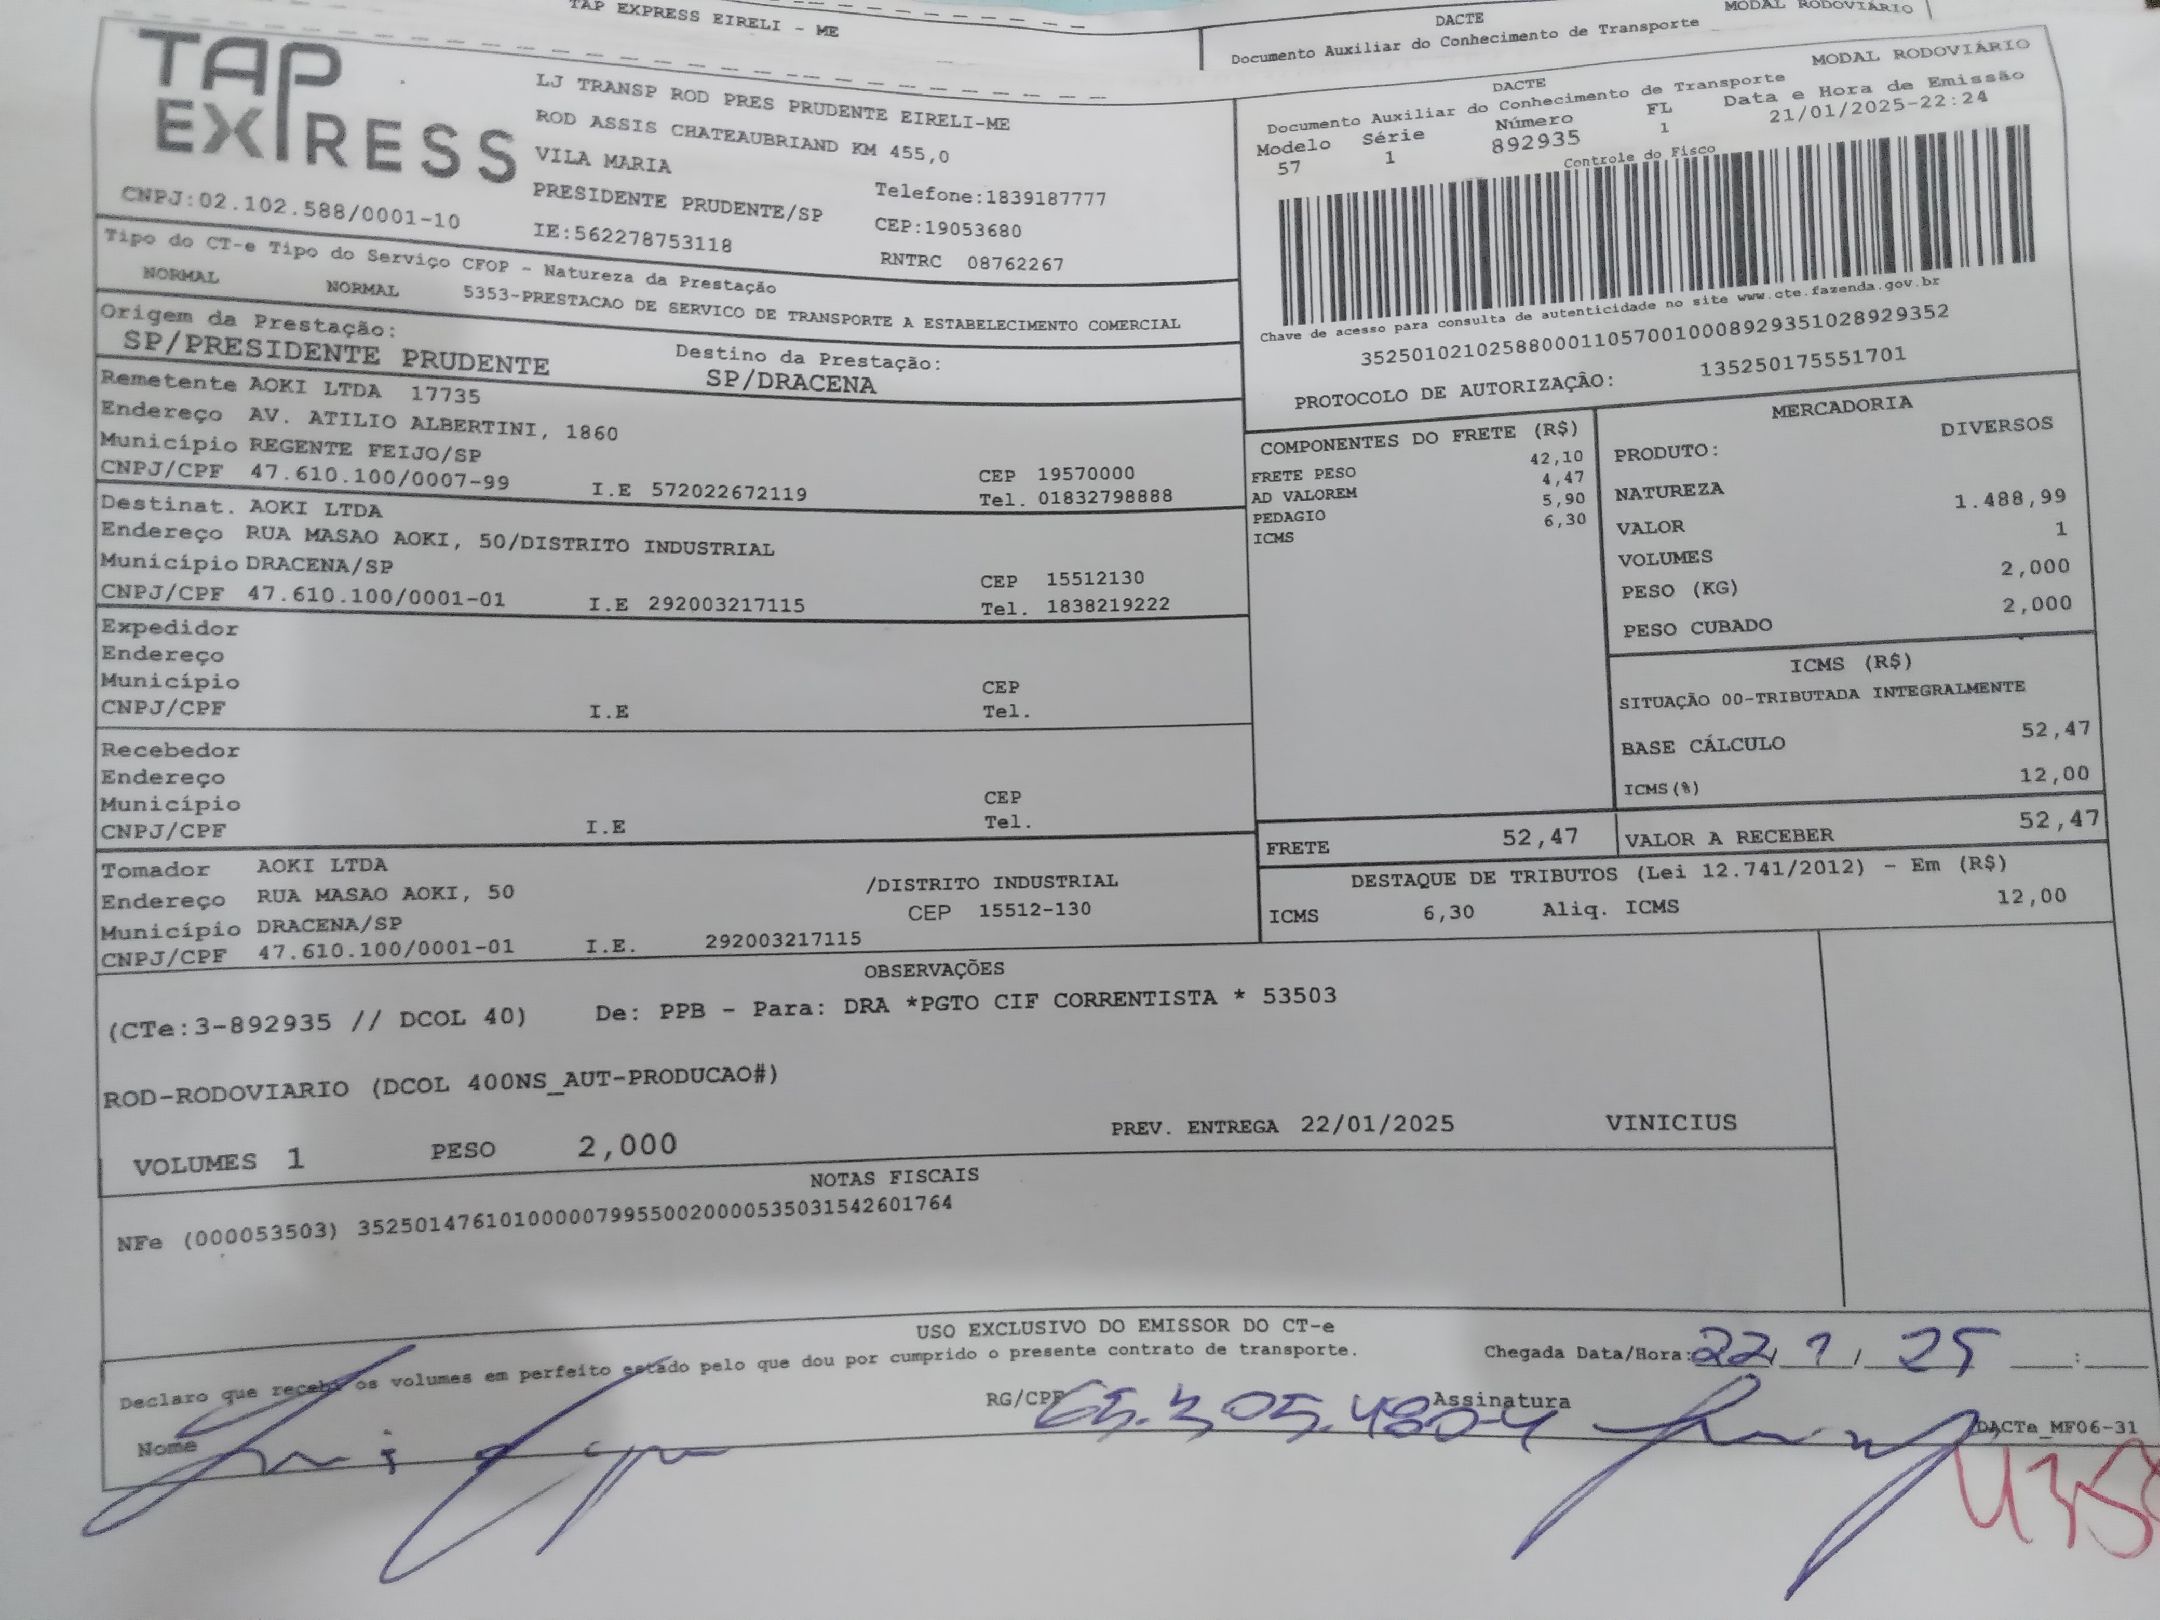 TAP EXPRESS EIRELI - ME
DACTE
MODAL RODOVIÁRIO
Documento Auxiliar do Conhecimento de Transporte
TAP
EXPRESS
CNPJ:02.102.588/0001-10
LJ TRANSP ROD PRES PRUDENTE EIRELI-ME
ROD ASSIS CHATEAUBRIAND KM 455,0
VILA MARIA
PRESIDENTE PRUDENTE/SP Telefone:1839187777
IE:562278753118 CEP:19053680
RNTRC 08762267
DACTE MODAL RODOVIÁRIO
Documento Auxiliar do Conhecimento de Transporte
Modelo Série Número FL Data e Hora de Emissão
57 1 892935 1 21/01/2025-22:24
Controle do Fisco
Chave de acesso para consulta de autenticidade no site www.cte.fazenda.gov.br
35250102102588000110570010008929351028929352
PROTOCOLO DE AUTORIZAÇÂO: 135250175551701
Tipo do CT-e Tipo do Serviço CFOP - Natureza da Prestação
NORMAL NORMAL 5353-PRESTACAO DE SERVICO DE TRANSPORTE A ESTABELECIMENTO COMERCIAL
Origem da Prestação: Destino da Prestação:
SP/PRESIDENTE PRUDENTE SP/DRACENA
Remetente AOKI LTDA 17735
Endereço AV. ATILIO ALBERTINI, 1860
Município REGENTE FEIJO/SP CEP 19570000
CNPJ/CPF 47.610.100/0007-99 I.E 572022672119 Tel. 01832798888
Destinat. AOKI LTDA
Endereço RUA MASAO AOKI, 50/DISTRITO INDUSTRIAL
Município DRACENA/SP CEP 15512130
CNPJ/CPF 47.610.100/0001-01 I.E 292003217115 Tel. 1838219222
Expedidor
Endereço
Município CEP
CNPJ/CPF I.E Tel.
Recebedor
Endereço
Município CEP
CNPJ/CPF I.E Tel.
Tomador AOKI LTDA
Endereço RUA MASAO AOKI, 50 /DISTRITO INDUSTRIAL
Município DRACENA/SP CEP 15512-130
CNPJ/CPF 47.610.100/0001-01 I.E. 292003217115
COMPONENTES DO FRETE (R$)
FRETE PESO 42,10
AD VALOREM 4,47
PEDAGIO 5,90
ICMS 6,30
MERCADORIA
PRODUTO: DIVERSOS
NATUREZA
VALOR 1.488,99
VOLUMES 1
PESO (KG) 2,000
PESO CUBADO 2,000
ICMS (R$)
SITUAÇÃO 00-TRIBUTADA INTEGRALMENTE
BASE CÁLCULO 52,47
ICMS(%) 12,00
FRETE 52,47 VALOR A RECEBER 52,47
DESTAQUE DE TRIBUTOS (Lei 12.741/2012) - Em (R$)
ICMS 6,30 Aliq. ICMS 12,00
OBSERVAÇÕES
(CTe:3-892935 // DCOL 40) De: PPB - Para: DRA *PGTO CIF CORRENTISTA * 53503
ROD-RODOVIARIO (DCOL 400NS_AUT-PRODUCAO#)
VOLUMES 1 PESO 2,000 PREV. ENTREGA 22/01/2025 VINICIUS
NOTAS FISCAIS
NFe (000053503) 35250147610100000799550020000535031542601764
USO EXCLUSIVO DO EMISSOR DO CT-e
Declaro que recebi os volumes em perfeito estado pelo que dou por cumprido o presente contrato de transporte.
Chegada Data/Hora: 22/1/25 :
Nome RG/CPF Assinatura
DACTe_MF06-31